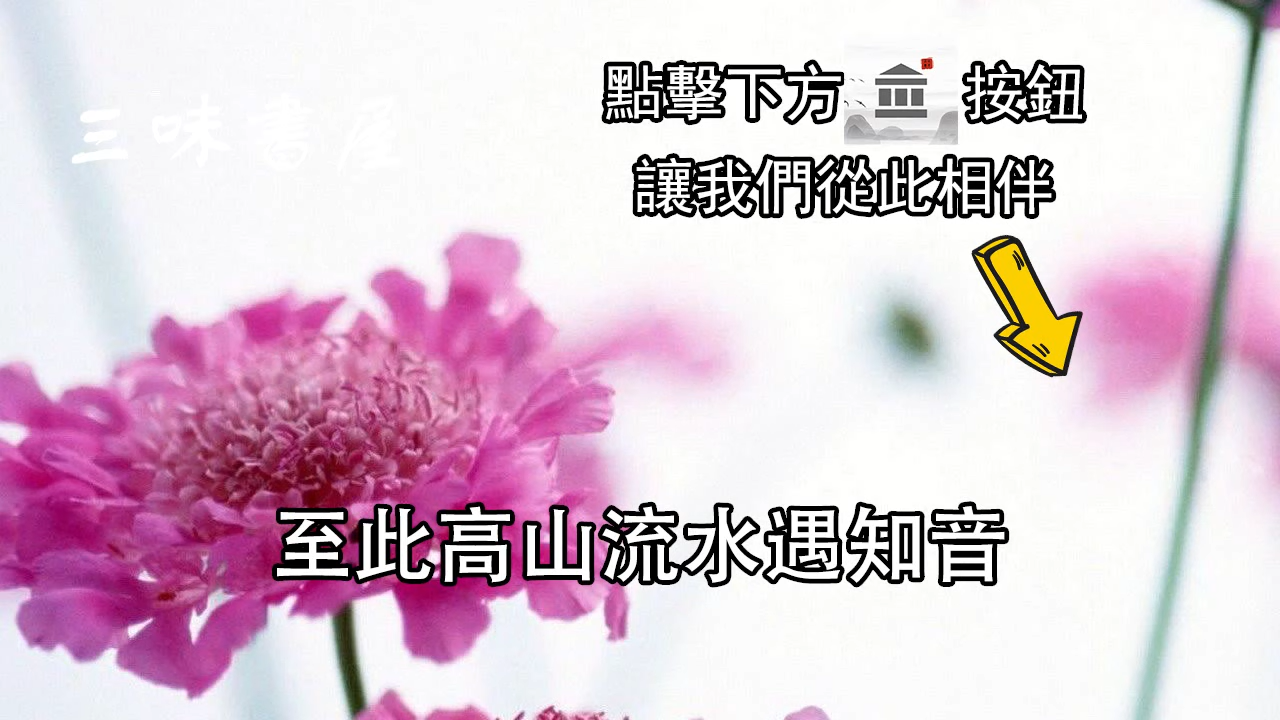 三味書屋
點擊下方按鈕
讓我們從此相伴
至此高山流水遇知音